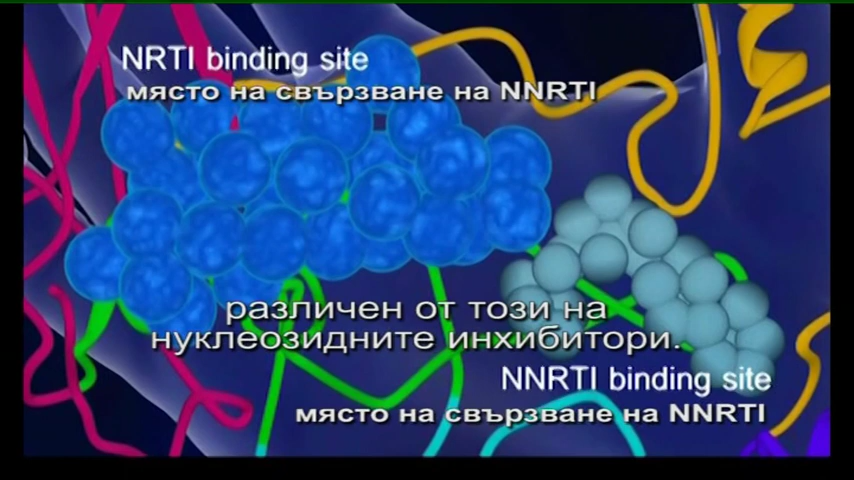 NRTI binding site
място на свързване на NNRTI
различен от този на
нуклеозидните инхибитори.
NNRTI binding site
място на свързване на NNRTI